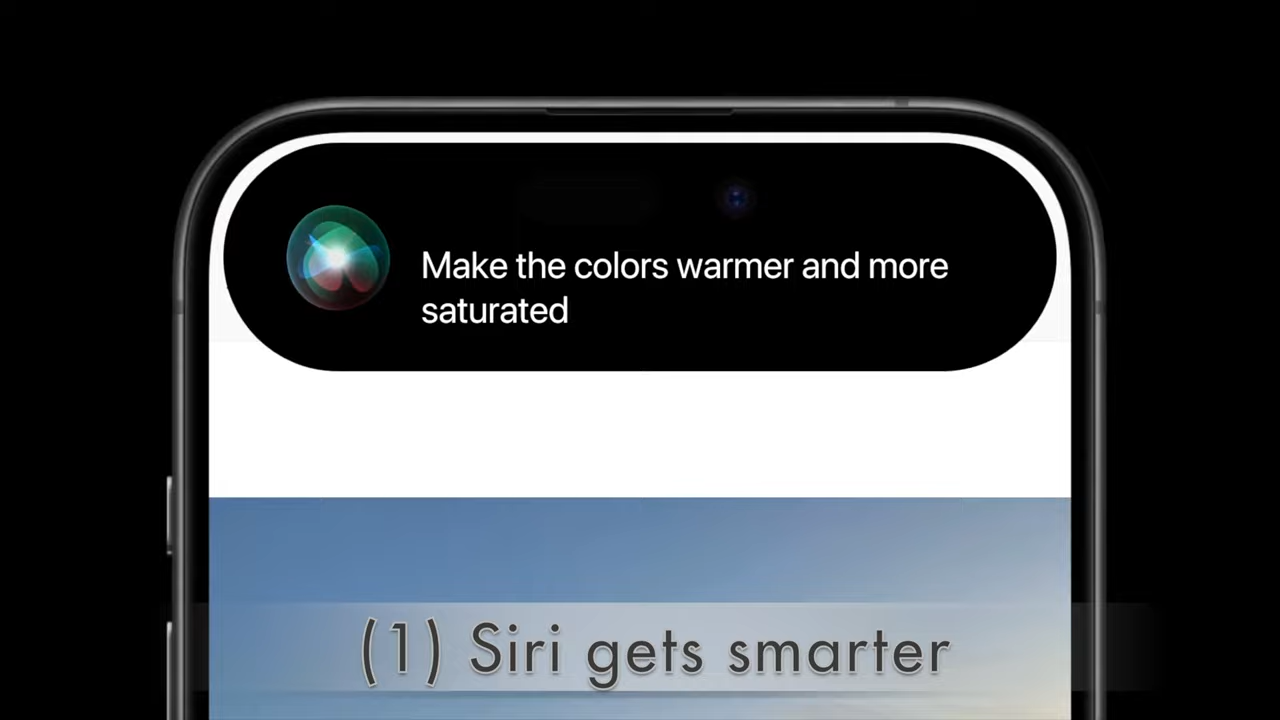 Make the colors warmer and more
saturated
(1) Siri gets smarter